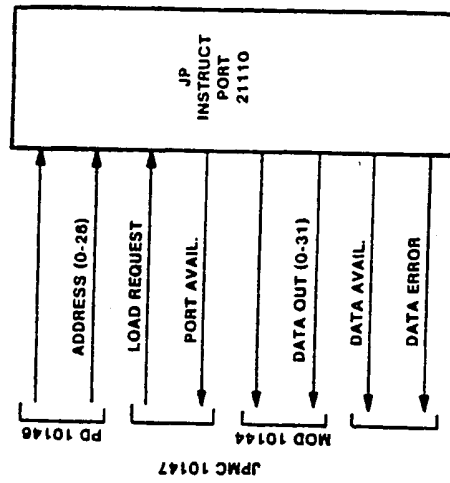 JP
INSTRUCT
PORT
21110
ADDRESS (0-26)
LOAD REQUEST
PORT AVAIL.
DATA OUT (0-31)
DATA AVAIL.
DATA ERROR
PD 10146
MOD 10144
JPMC 10147